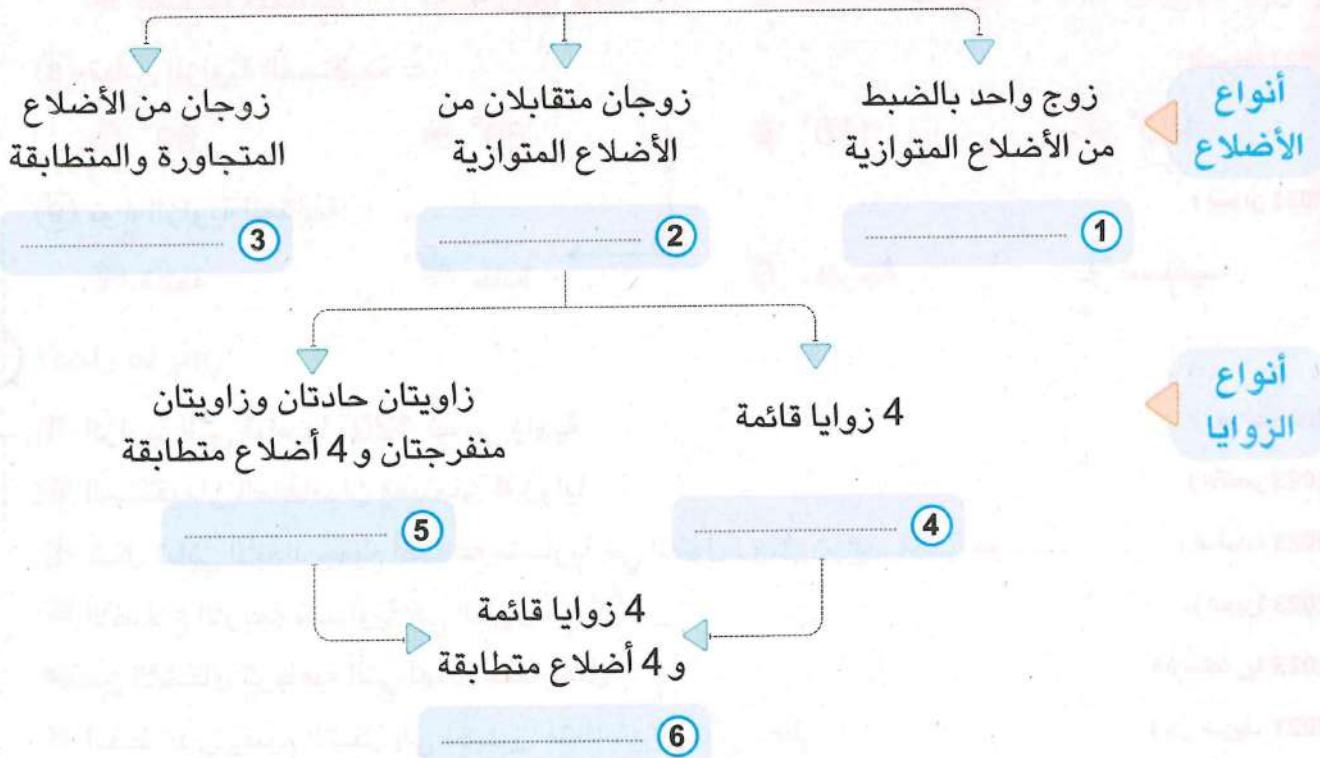 أنواع
الأضلاع
زوج واحد بالضبط
من الأضلاع المتوازية
1
زوجان متقابلان من
الأضلاع المتوازية
2
زوجان من الأضلاع
المتجاورة والمتطابقة
3
أنواع
الزوايا
4 زوايا قائمة
4
زاويتان حادتان وزاويتان
منفرجتان و 4 أضلاع متطابقة
5
4 زوايا قائمة
و 4 أضلاع متطابقة
6